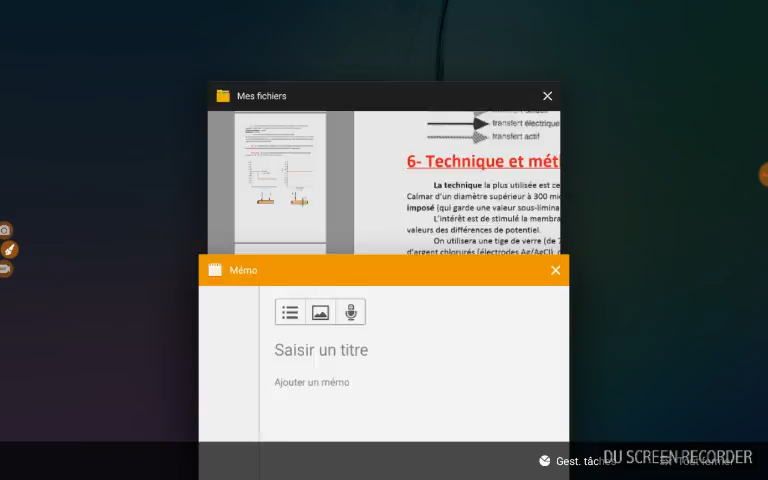 Mes fichiers
transfert électrique
transfert actif
6- Technique et mét
La technique la plus utilisée est ce
Calmar d'un diamètre supérieur à 300 mi
imposé (qui garde une valeur sous-limina
L'intérêt est de stimulé la membra
valeurs des différences de potentiel.
On utilisera une tige de verre (de
d'argent chlorurés (électrodes Ag/AgCl)
Mémo
Saisir un titre
Ajouter un mémo
Gest. tâches
Tout fermer
DU SCREEN RECORDER